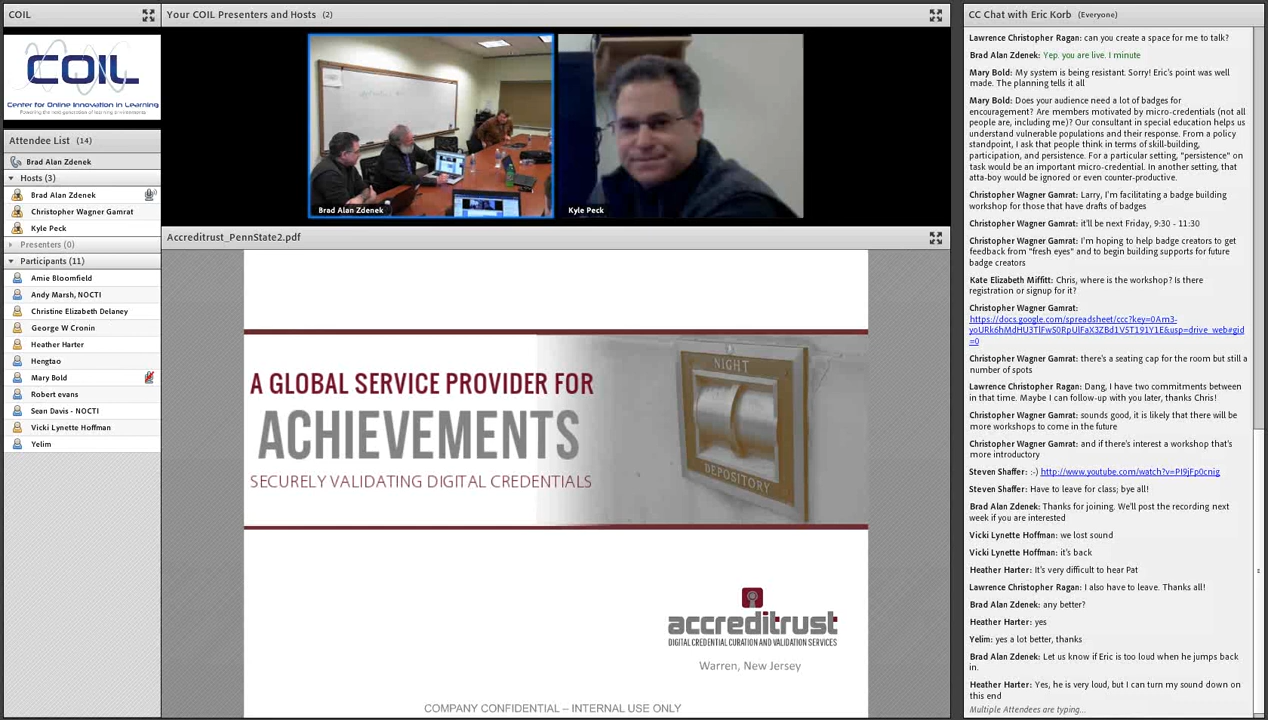 COIL
COIL
Center for Online Innovation in Learning
Attendee List (14)
Brad Alan Zdenek
Hosts (3)
Brad Alan Zdenek
Christopher Wagner Gamrat
Kyle Peck
Presenters (0)
Participants (11)
Amie Bloomfield
Andy Marsh, NOCTI
Christine Elizabeth Delaney
George W Cronin
Heather Harter
Hengtao
Mary Bold
Robert evans
Sean Davis - NOCTI
Vicki Lynette Hoffman
Yelim
Your COIL Presenters and Hosts (2)
Brad Alan Zdenek
Kyle Peck
Accreditrust_PennState2.pdf
A GLOBAL SERVICE PROVIDER FOR
ACHIEVEMENTS
SECURELY VALIDATING DIGITAL CREDENTIALS
NIGHT
DEPOSITORY
accreditrust
DIGITAL CREDENTIAL CURATION AND VALIDATION SERVICES
Warren, New Jersey
COMPANY CONFIDENTIAL – INTERNAL USE ONLY
CC Chat with Eric Korb (Everyone)
Lawrence Christopher Ragan: can you create a space for me to talk?
Brad Alan Zdenek: Yep. you are live. I minute
Mary Bold: My system is being resistant. Sorry! Eric's point was well
made. The planning tells it all
Mary Bold: Does your audience need a lot of badges for
encouragement? Are members motivated by micro-credentials (not all
people are, including me)? Our consultant in special education helps us
understand vulnerable populations and their response. From a policy
standpoint, I ask that people think in terms of skill-building,
participation, and persistence. For a particular setting, "persistence" on
task would be an important micro-credential. In another setting, that
atta-boy would be ignored or even counter-productive.
Christopher Wagner Gamrat: Larry, I'm facilitating a badge building
workshop for those that have drafts of badges
Christopher Wagner Gamrat: it'll be next Friday, 9:30 - 11:30
Christopher Wagner Gamrat: I'm hoping to help badge creators to get
feedback from "fresh eyes" and to begin building supports for future
badge creators
Kate Elizabeth Miffitt: Chris, where is the workshop? Is there
registration or signup for it?
Christopher Wagner Gamrat:
https://docs.google.com/spreadsheet/ccc?key=0Am3-
yoURk6hMdHU3TlFwS0RpUlFaX3ZBd1V5T191Y1E&usp=drive_web#gid
=0
Christopher Wagner Gamrat: there's a seating cap for the room but still a
number of spots
Lawrence Christopher Ragan: Dang, I have two commitments between
in that time. Maybe I can follow-up with you later, thanks Chris!
Christopher Wagner Gamrat: sounds good, it is likely that there will be
more workshops to come in the future
Christopher Wagner Gamrat: and if there's interest a workshop that's
more introductory
Steven Shaffer: :-) http://www.youtube.com/watch?v=PI9jFp0cnig
Steven Shaffer: Have to leave for class; bye all!
Brad Alan Zdenek: Thanks for joining. We'll post the recording next
week if you are interested
Vicki Lynette Hoffman: we lost sound
Vicki Lynette Hoffman: it's back
Heather Harter: It's very difficult to hear Pat
Lawrence Christopher Ragan: I also have to leave. Thanks all!
Brad Alan Zdenek: any better?
Heather Harter: yes
Yelim: yes a lot better, thanks
Brad Alan Zdenek: Let us know if Eric is too loud when he jumps back
in.
Heather Harter: Yes, he is very loud, but I can turn my sound down on
this end
Multiple Attendees are typing...